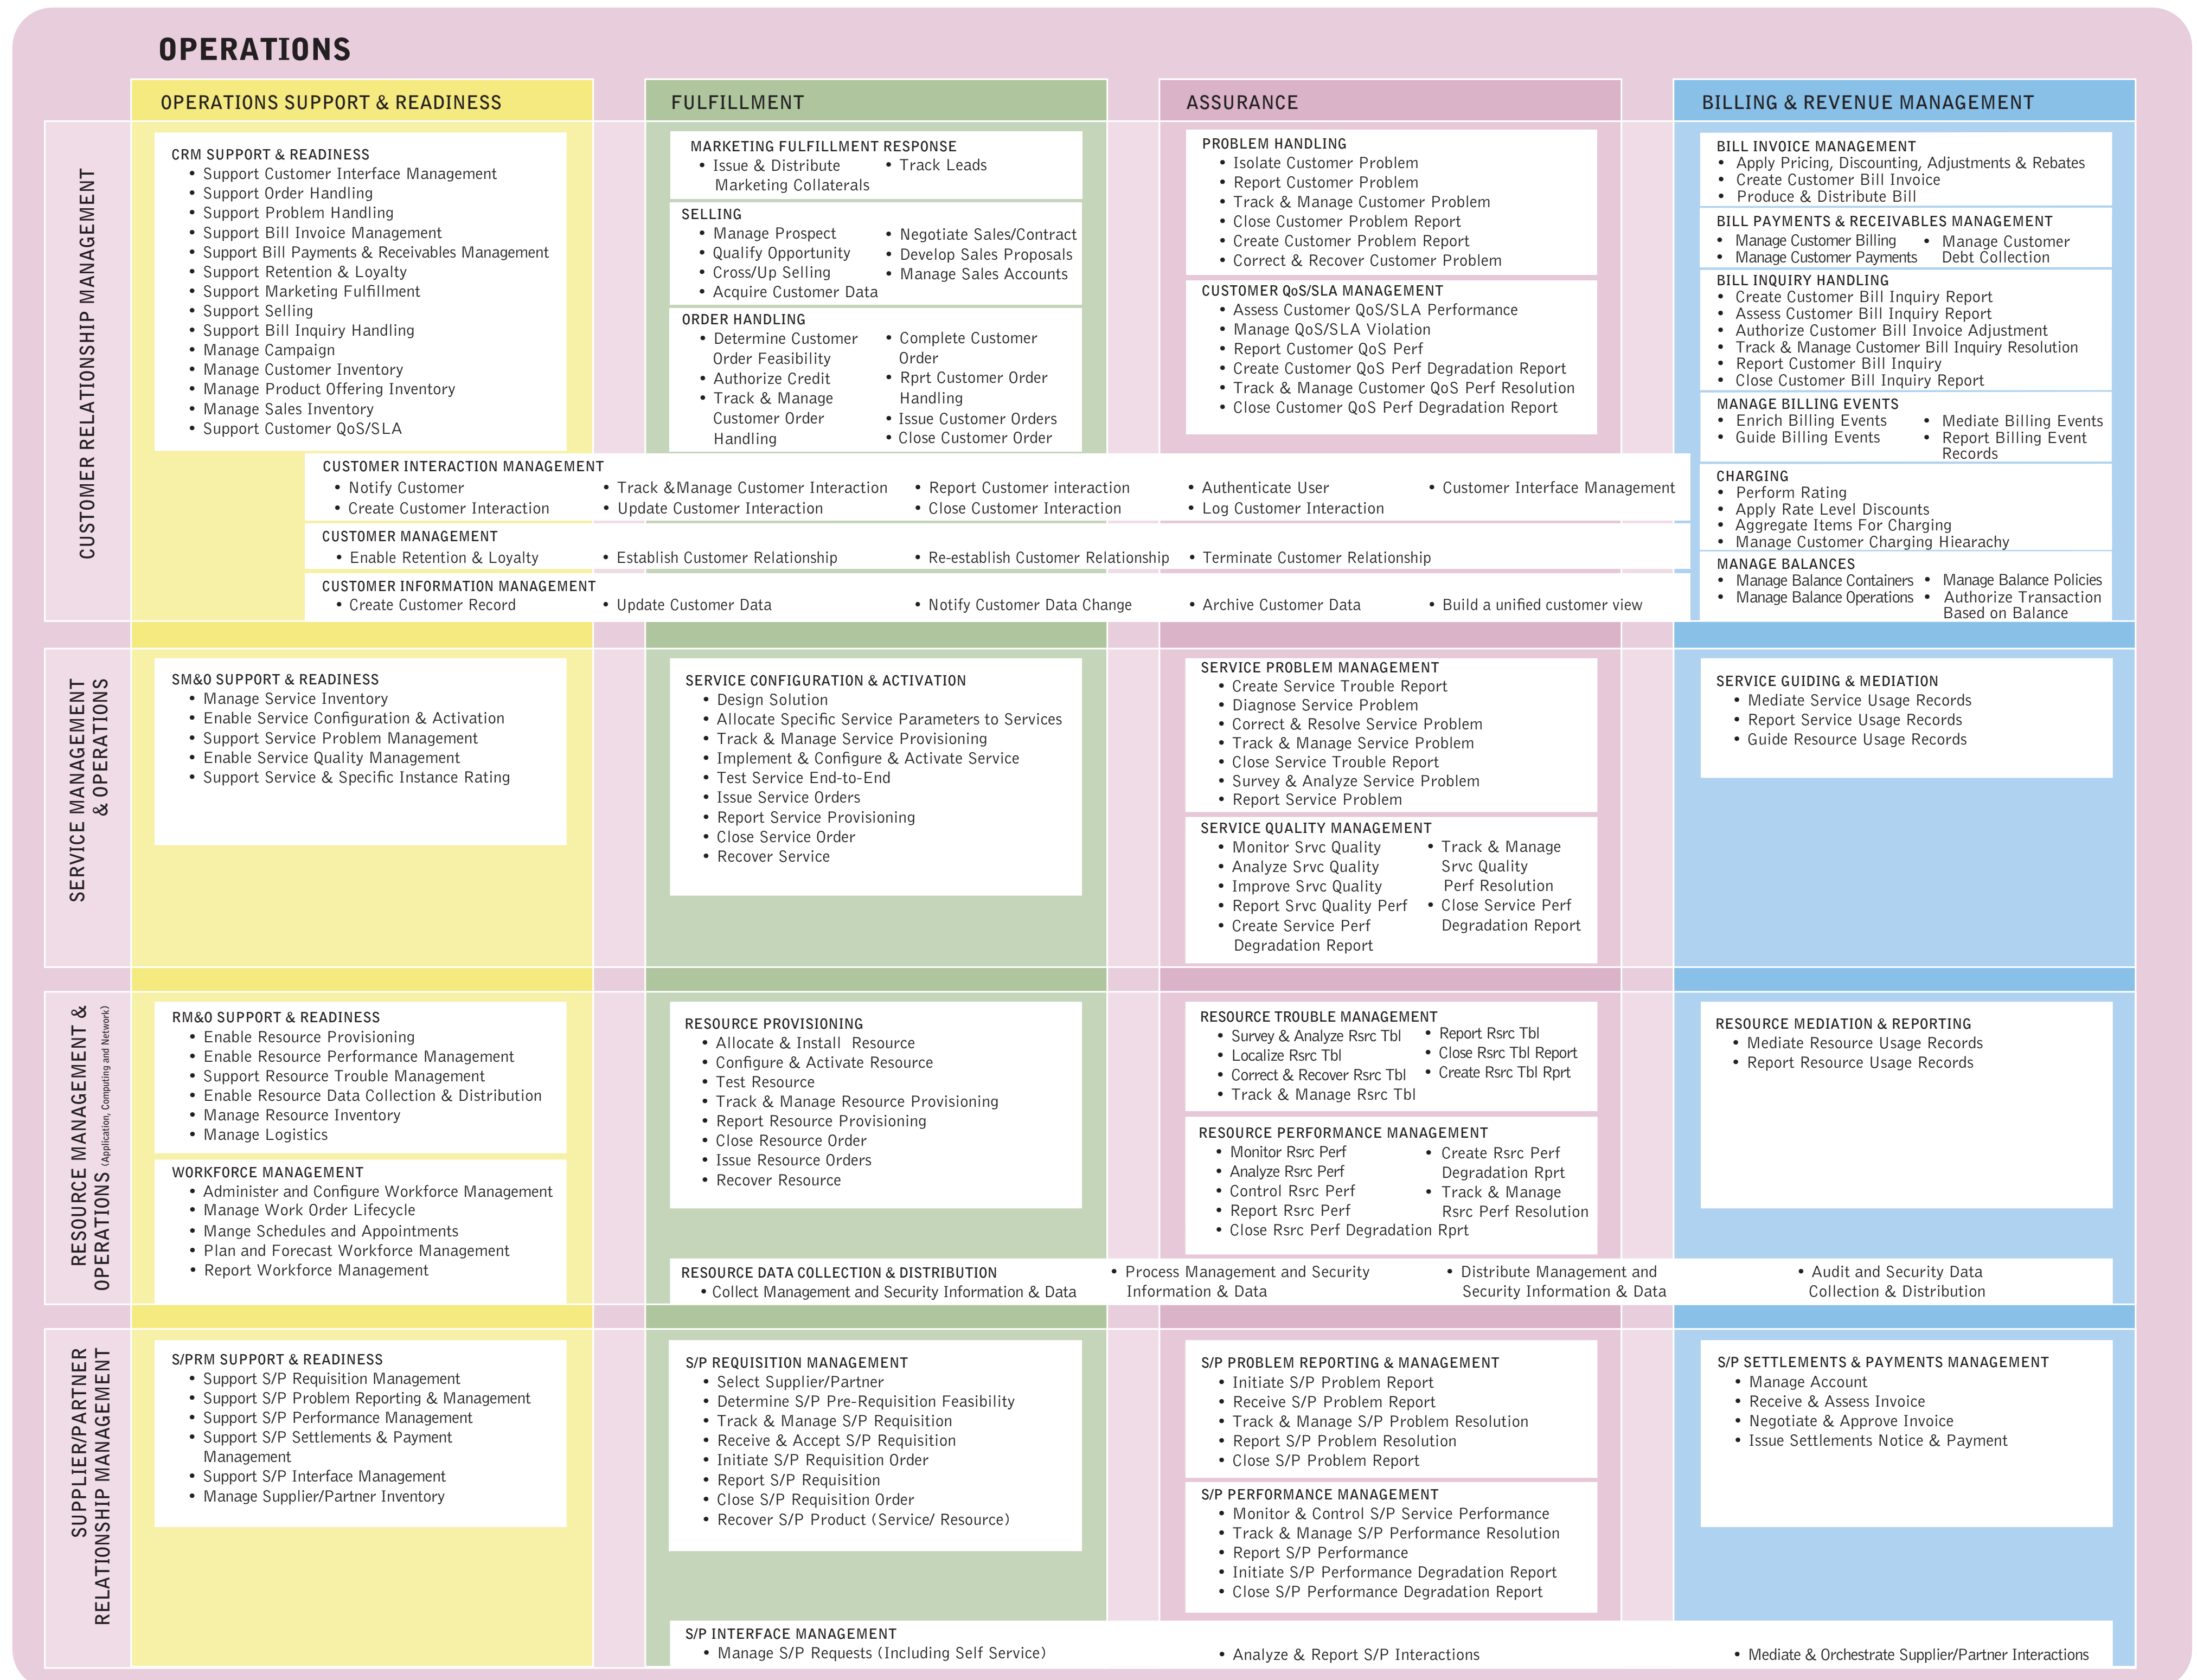 OPERATIONS
OPERATIONS SUPPORT & READINESS
FULFILLMENT
ASSURANCE
BILLING & REVENUE MANAGEMENT
CUSTOMER RELATIONSHIP MANAGEMENT
CRM SUPPORT & READINESS
• Support Customer Interface Management
• Support Order Handling
• Support Problem Handling
• Support Bill Invoice Management
• Support Bill Payments & Receivables Management
• Support Retention & Loyalty
• Support Marketing Fulfillment
• Support Selling
• Support Bill Inquiry Handling
• Manage Campaign
• Manage Customer Inventory
• Manage Product Offering Inventory
• Manage Sales Inventory
• Support Customer QoS/SLA
MARKETING FULFILLMENT RESPONSE
• Issue & Distribute
Marketing Collaterals
• Track Leads
SELLING
• Manage Prospect
• Qualify Opportunity
• Cross/Up Selling
• Acquire Customer Data
• Negotiate Sales/Contract
• Develop Sales Proposals
• Manage Sales Accounts
ORDER HANDLING
• Determine Customer
Order Feasibility
• Authorize Credit
• Track & Manage
Customer Order
Handling
• Complete Customer
Order
• Rprt Customer Order
Handling
• Issue Customer Orders
• Close Customer Order
PROBLEM HANDLING
• Isolate Customer Problem
• Report Customer Problem
• Track & Manage Customer Problem
• Close Customer Problem Report
• Create Customer Problem Report
• Correct & Recover Customer Problem
CUSTOMER QoS/SLA MANAGEMENT
• Assess Customer QoS/SLA Performance
• Manage QoS/SLA Violation
• Report Customer QoS Perf
• Create Customer QoS Perf Degradation Report
• Track & Manage Customer QoS Perf Resolution
• Close Customer QoS Perf Degradation Report
BILL INVOICE MANAGEMENT
• Apply Pricing, Discounting, Adjustments & Rebates
• Create Customer Bill Invoice
• Produce & Distribute Bill
BILL PAYMENTS & RECEIVABLES MANAGEMENT
• Manage Customer Billing
• Manage Customer Payments
• Manage Customer
Debt Collection
BILL INQUIRY HANDLING
• Create Customer Bill Inquiry Report
• Assess Customer Bill Inquiry Report
• Authorize Customer Bill Invoice Adjustment
• Track & Manage Customer Bill Inquiry Resolution
• Report Customer Bill Inquiry
• Close Customer Bill Inquiry Report
MANAGE BILLING EVENTS
• Enrich Billing Events
• Guide Billing Events
• Mediate Billing Events
• Report Billing Event
Records
CHARGING
• Perform Rating
• Apply Rate Level Discounts
• Aggregate Items For Charging
• Manage Customer Charging Hiearachy
MANAGE BALANCES
• Manage Balance Containers
• Manage Balance Operations
• Manage Balance Policies
• Authorize Transaction
Based on Balance
CUSTOMER INTERACTION MANAGEMENT
• Notify Customer
• Create Customer Interaction
• Track &Manage Customer Interaction
• Update Customer Interaction
• Report Customer interaction
• Close Customer Interaction
• Authenticate User
• Log Customer Interaction
• Customer Interface Management
CUSTOMER MANAGEMENT
• Enable Retention & Loyalty
• Establish Customer Relationship
• Re-establish Customer Relationship
• Terminate Customer Relationship
CUSTOMER INFORMATION MANAGEMENT
• Create Customer Record
• Update Customer Data
• Notify Customer Data Change
• Archive Customer Data
• Build a unified customer view
SERVICE MANAGEMENT
& OPERATIONS
SM&O SUPPORT & READINESS
• Manage Service Inventory
• Enable Service Configuration & Activation
• Support Service Problem Management
• Enable Service Quality Management
• Support Service & Specific Instance Rating
SERVICE CONFIGURATION & ACTIVATION
• Design Solution
• Allocate Specific Service Parameters to Services
• Track & Manage Service Provisioning
• Implement & Configure & Activate Service
• Test Service End-to-End
• Issue Service Orders
• Report Service Provisioning
• Close Service Order
• Recover Service
SERVICE PROBLEM MANAGEMENT
• Create Service Trouble Report
• Diagnose Service Problem
• Correct & Resolve Service Problem
• Track & Manage Service Problem
• Close Service Trouble Report
• Survey & Analyze Service Problem
• Report Service Problem
SERVICE QUALITY MANAGEMENT
• Monitor Srvc Quality
• Analyze Srvc Quality
• Improve Srvc Quality
• Report Srvc Quality Perf
• Create Service Perf
Degradation Report
• Track & Manage
Srvc Quality
Perf Resolution
• Close Service Perf
Degradation Report
SERVICE GUIDING & MEDIATION
• Mediate Service Usage Records
• Report Service Usage Records
• Guide Resource Usage Records
RESOURCE MANAGEMENT &
OPERATIONS (Application, Computing and Network)
RM&O SUPPORT & READINESS
• Enable Resource Provisioning
• Enable Resource Performance Management
• Support Resource Trouble Management
• Enable Resource Data Collection & Distribution
• Manage Resource Inventory
• Manage Logistics
WORKFORCE MANAGEMENT
• Administer and Configure Workforce Management
• Manage Work Order Lifecycle
• Mange Schedules and Appointments
• Plan and Forecast Workforce Management
• Report Workforce Management
RESOURCE PROVISIONING
• Allocate & Install Resource
• Configure & Activate Resource
• Test Resource
• Track & Manage Resource Provisioning
• Report Resource Provisioning
• Close Resource Order
• Issue Resource Orders
• Recover Resource
RESOURCE TROUBLE MANAGEMENT
• Survey & Analyze Rsrc Tbl
• Localize Rsrc Tbl
• Correct & Recover Rsrc Tbl
• Track & Manage Rsrc Tbl
• Report Rsrc Tbl
• Close Rsrc Tbl Report
• Create Rsrc Tbl Rprt
RESOURCE PERFORMANCE MANAGEMENT
• Monitor Rsrc Perf
• Analyze Rsrc Perf
• Control Rsrc Perf
• Report Rsrc Perf
• Close Rsrc Perf Degradation Rprt
• Create Rsrc Perf
Degradation Rprt
• Track & Manage
Rsrc Perf Resolution
RESOURCE MEDIATION & REPORTING
• Mediate Resource Usage Records
• Report Resource Usage Records
RESOURCE DATA COLLECTION & DISTRIBUTION
• Collect Management and Security Information & Data
• Process Management and Security
Information & Data
• Distribute Management and
Security Information & Data
• Audit and Security Data
Collection & Distribution
SUPPLIER/PARTNER
RELATIONSHIP MANAGEMENT
S/PRM SUPPORT & READINESS
• Support S/P Requisition Management
• Support S/P Problem Reporting & Management
• Support S/P Performance Management
• Support S/P Settlements & Payment
Management
• Support S/P Interface Management
• Manage Supplier/Partner Inventory
S/P REQUISITION MANAGEMENT
• Select Supplier/Partner
• Determine S/P Pre-Requisition Feasibility
• Track & Manage S/P Requisition
• Receive & Accept S/P Requisition
• Initiate S/P Requisition Order
• Report S/P Requisition
• Close S/P Requisition Order
• Recover S/P Product (Service/ Resource)
S/P PROBLEM REPORTING & MANAGEMENT
• Initiate S/P Problem Report
• Receive S/P Problem Report
• Track & Manage S/P Problem Resolution
• Report S/P Problem Resolution
• Close S/P Problem Report
S/P PERFORMANCE MANAGEMENT
• Monitor & Control S/P Service Performance
• Track & Manage S/P Performance Resolution
• Report S/P Performance
• Initiate S/P Performance Degradation Report
• Close S/P Performance Degradation Report
S/P SETTLEMENTS & PAYMENTS MANAGEMENT
• Manage Account
• Receive & Assess Invoice
• Negotiate & Approve Invoice
• Issue Settlements Notice & Payment
S/P INTERFACE MANAGEMENT
• Manage S/P Requests (Including Self Service)
• Analyze & Report S/P Interactions
• Mediate & Orchestrate Supplier/Partner Interactions